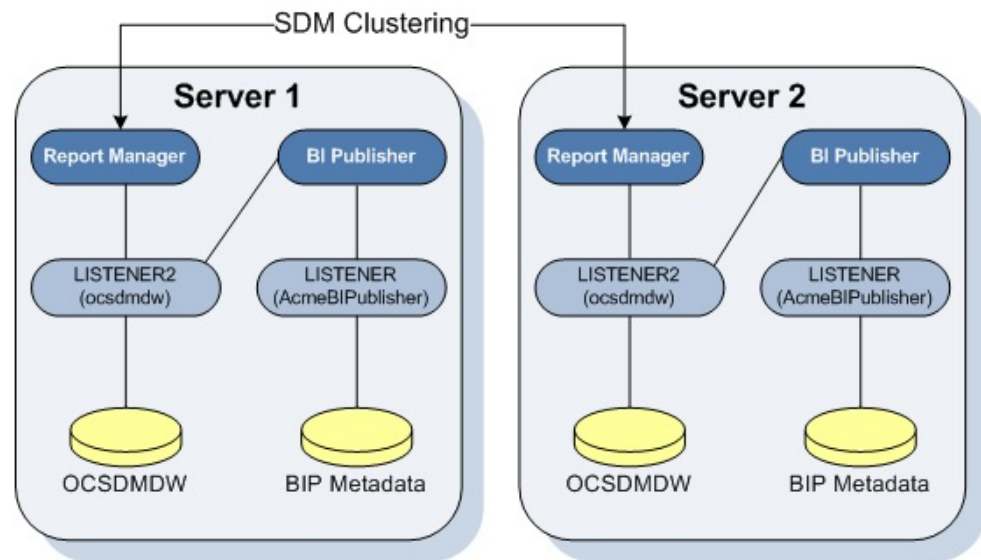 SDM Clustering
Server 1
Report Manager
BI Publisher
LISTENER2
(ocsdmdw)
LISTENER
(AcmeBIPublisher)
OCSDMDW
BIP Metadata
Server 2
Report Manager
BI Publisher
LISTENER2
(ocsdmdw)
LISTENER
(AcmeBIPublisher)
OCSDMDW
BIP Metadata